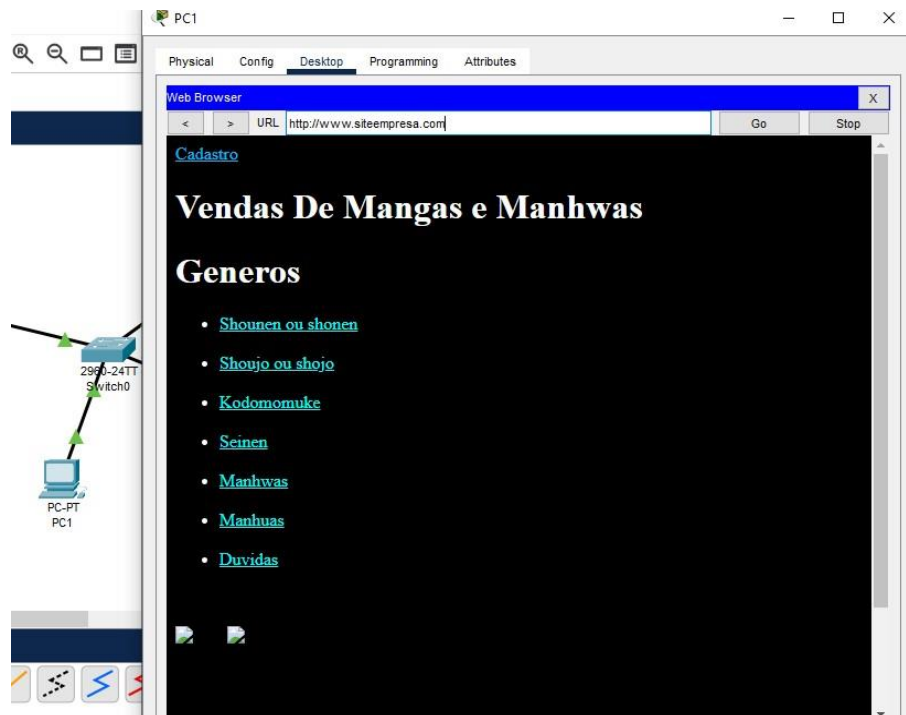 PC1
Physical Config Desktop Programming Attributes
Web Browser X
< > URL http://www.siteempresa.com Go Stop
Cadastro
Vendas De Mangas e Manhwas
Generos
Shounen ou shonen
Shoujo ou shojo
Kodomomuke
Seinen
Manhwas
Manhuas
Duvidas
2960-24TT
Switch0
PC-PT
PC1